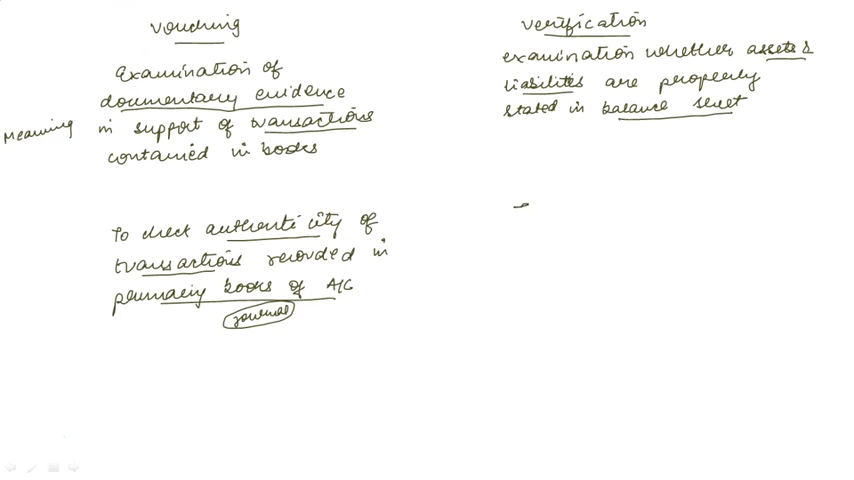 Vouching
Examination of
documentary evidence
Meaning in support of transactions
contained in books
To check authenticity of
transactions recorded in
primary books of A/C
Journal
Verification
examination whether assets &
liabilities are properly
stated in balance sheet